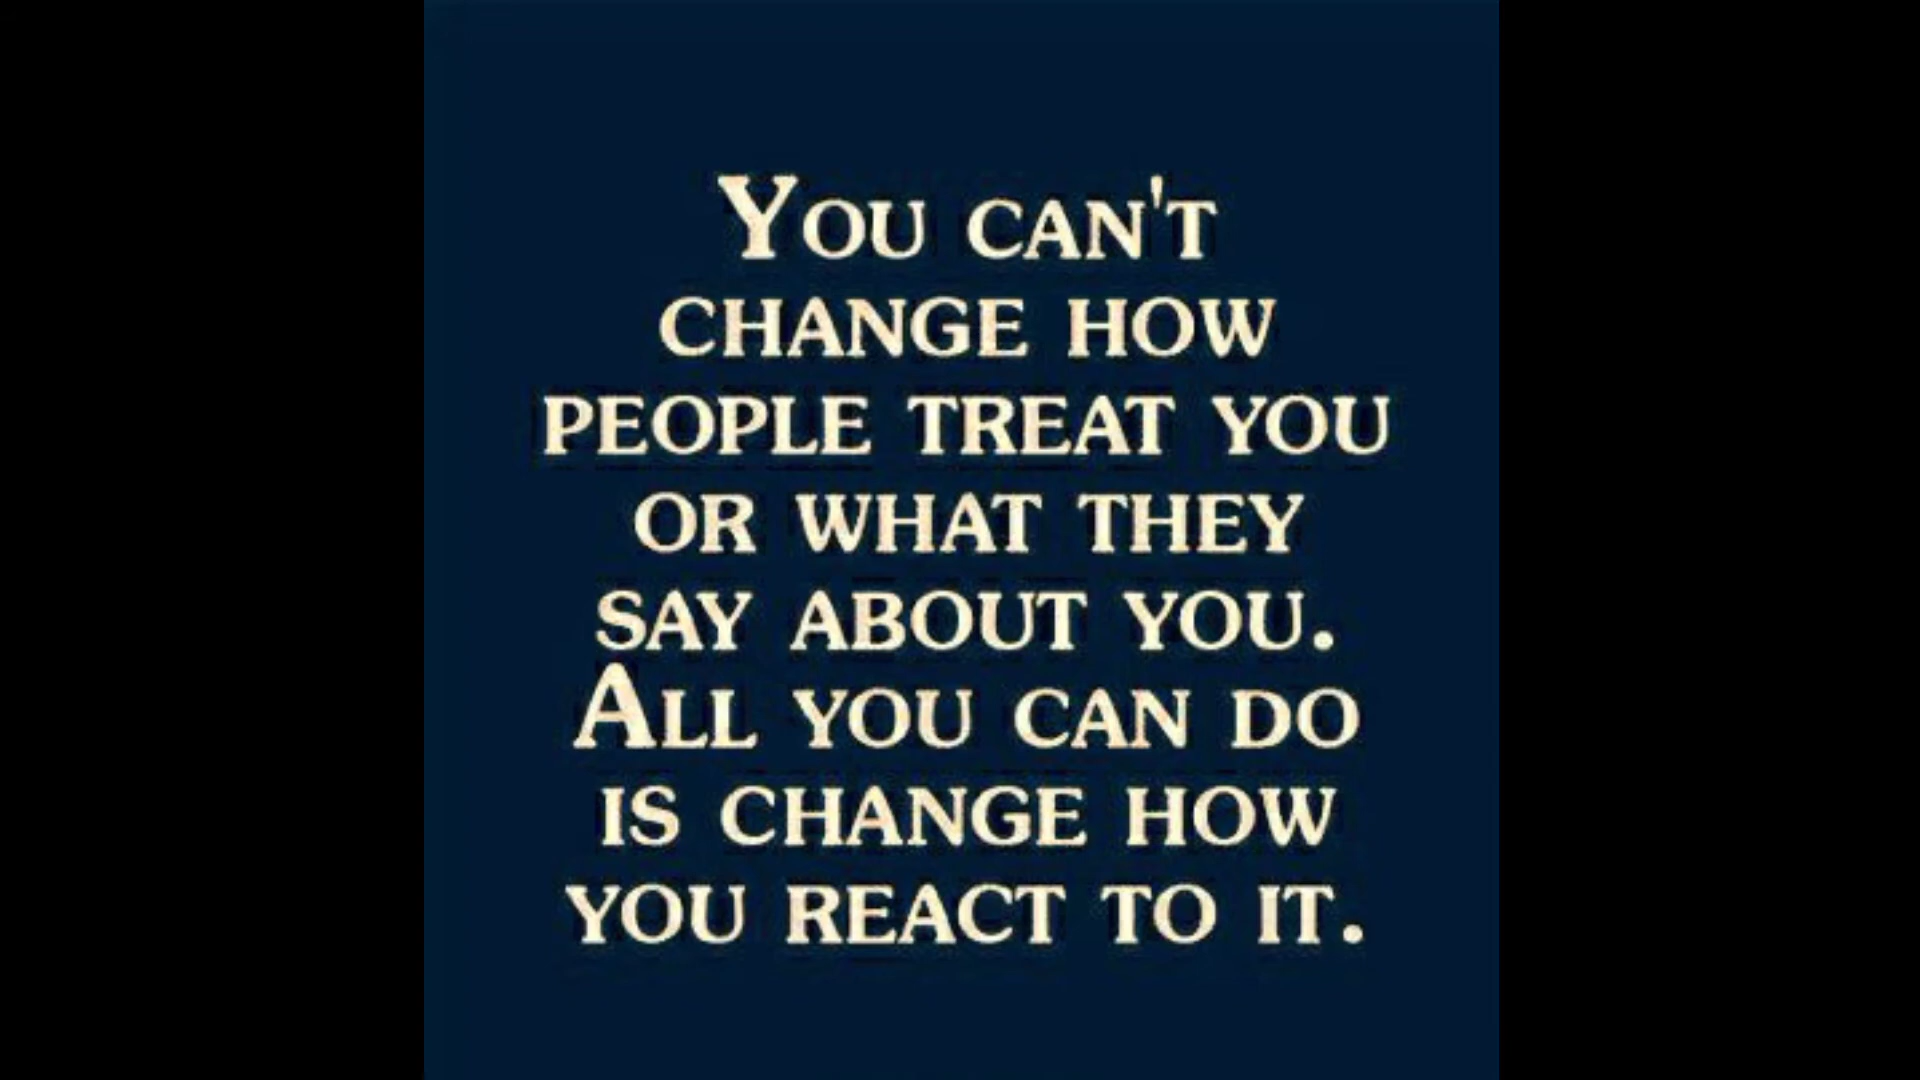 You can't
change how
people treat you
or what they
say about you.
All you can do
is change how
you react to it.